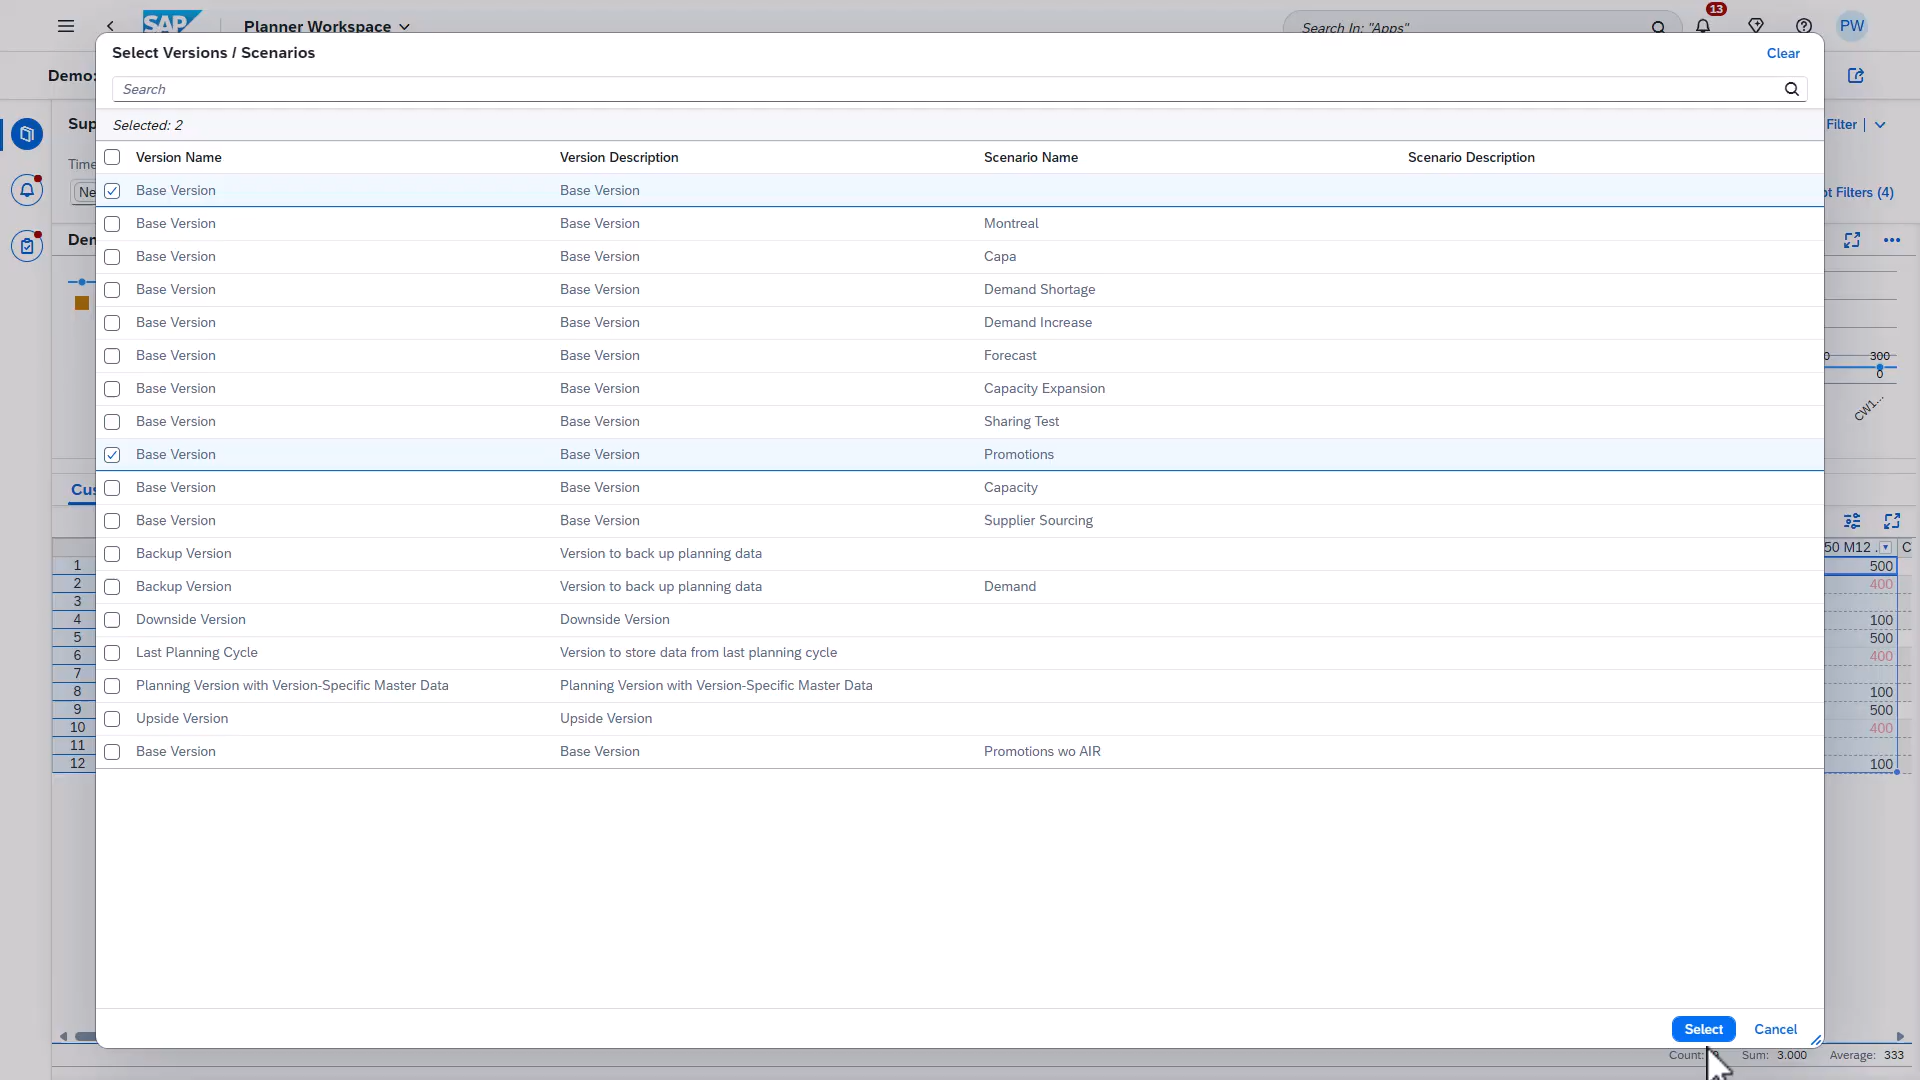 SAP
Planner Workspace
Search In: "Apps"
13
PW
Select Versions / Scenarios
Clear
Demo:
Search
Sup
Selected: 2
Filter
Version Name Version Description Scenario Name Scenario Description
Time
Base Version Base Version
Ne
pt Filters (4)
Base Version Base Version Montreal
Den
Base Version Base Version Capa
Base Version Base Version Demand Shortage
Base Version Base Version Demand Increase
Base Version Base Version Forecast
0 300
0
Base Version Base Version Capacity Expansion
CW1...
Base Version Base Version Sharing Test
Base Version Base Version Promotions
Base Version Base Version Capacity
Cus
Base Version Base Version Supplier Sourcing
Backup Version Version to back up planning data
50 M12 . C
1 500
Backup Version Version to back up planning data Demand
2 400
3
Downside Version Downside Version
4 100
5 500
Last Planning Cycle Version to store data from last planning cycle
6 400
7
Planning Version with Version-Specific Master Data Planning Version with Version-Specific Master Data
8 100
9 500
Upside Version Upside Version
10 400
11
Base Version Base Version Promotions wo AIR
12 100
Select Cancel
Count: Sum: 3.000 Average: 333